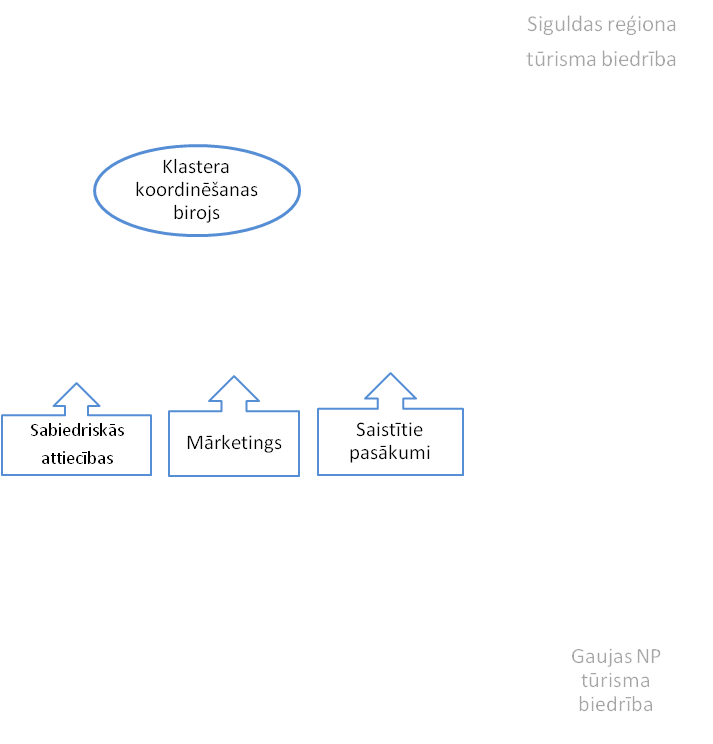 Siguldas reģiona
tūrisma biedrība
Klastera
koordinēšanas
birojs
Sabiedriskās
attiecības
Mārketings
Saistītie
pasākumi
Gaujas NP
tūrisma
biedrība